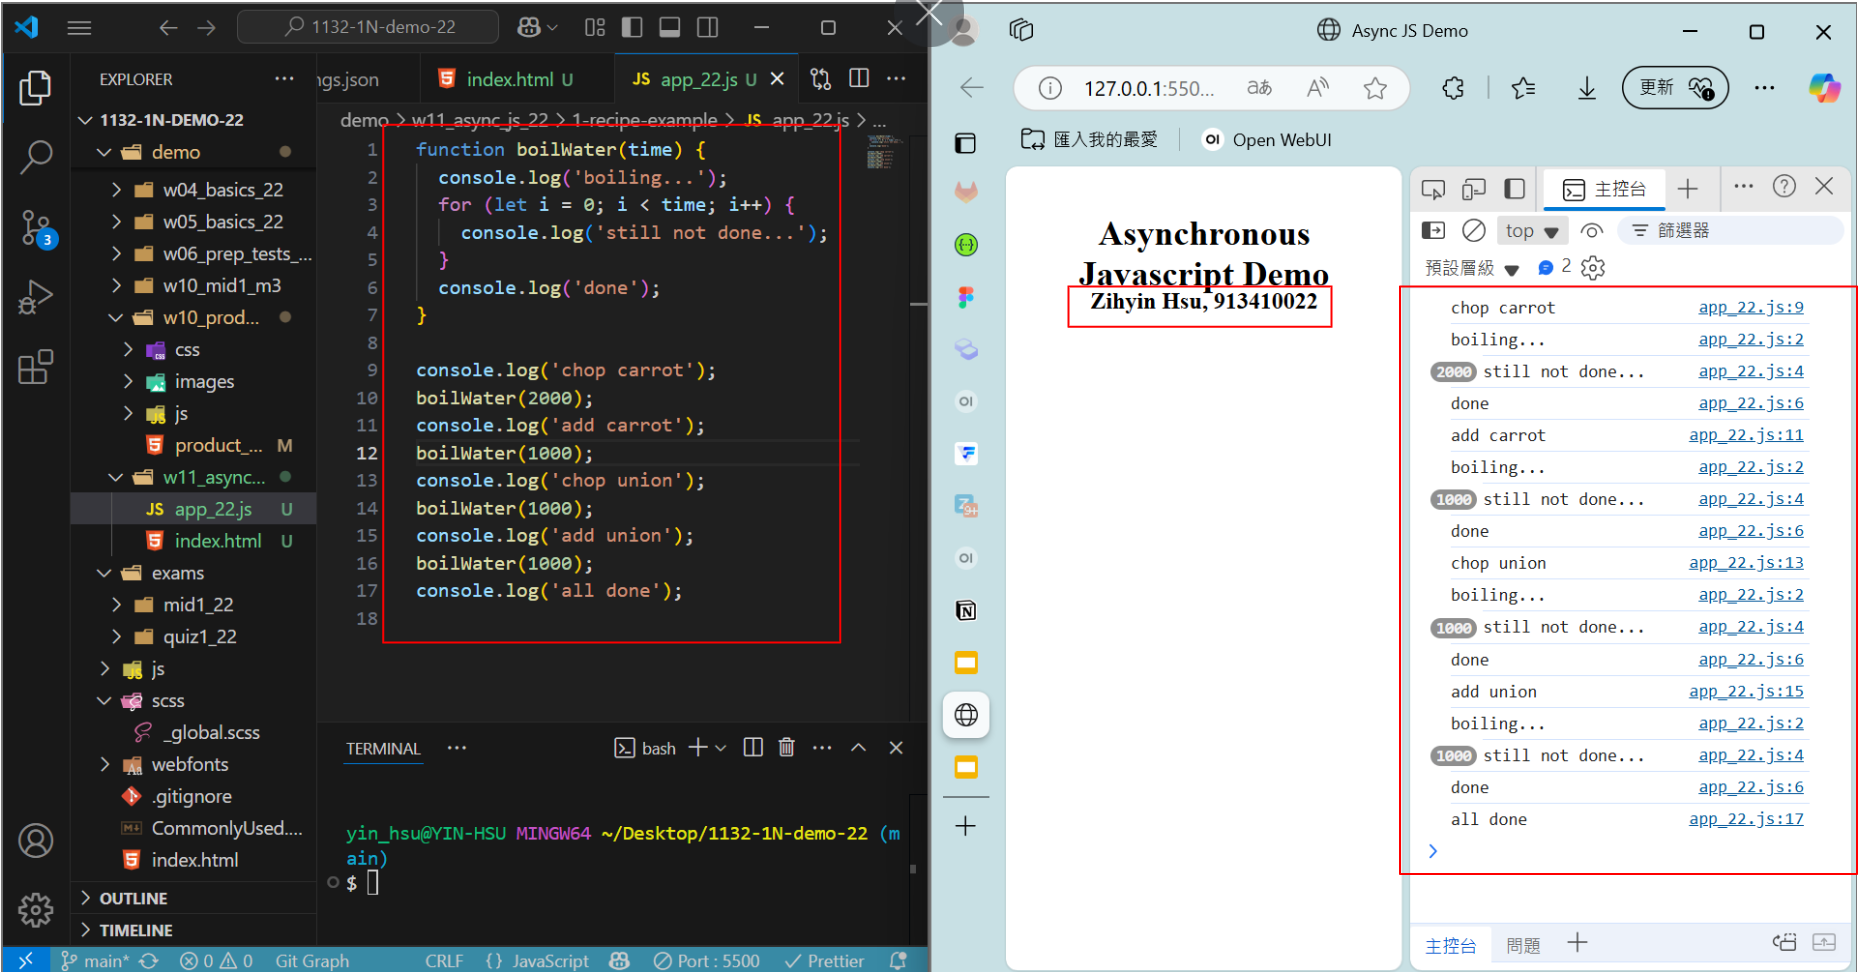 1132-1N-demo-22
EXPLORER
1132-1N-DEMO-22
demo
w04_basics_22
w05_basics_22
w06_prep_tests_...
w10_mid1_m3
w10_prod...
css
images
js
product_... M
w11_async...
JS app_22.js U
index.html U
exams
mid1_22
quiz1_22
js
scss
_global.scss
webfonts
.gitignore
CommonlyUsed....
index.html
OUTLINE
TIMELINE
3
ngs.json
index.html U
JS app_22.js U
demo > w11_async_js_22 > 1-recipe-example > JS app_22.js > ...
1 function boilWater(time) {
2 console.log('boiling...');
3 for (let i = 0; i < time; i++) {
4 console.log('still not done...');
5 }
6 console.log('done');
7 }
8
9 console.log('chop carrot');
10 boilWater(2000);
11 console.log('add carrot');
12 boilWater(1000);
13 console.log('chop union');
14 boilWater(1000);
15 console.log('add union');
16 boilWater(1000);
17 console.log('all done');
18
TERMINAL
bash
yin_hsu@YIN-HSU MINGW64 ~/Desktop/1132-1N-demo-22 (m
ain)
$
main* 0 0 Git Graph CRLF {} JavaScript Port : 5500 Prettier
Async JS Demo
127.0.0.1:550...
更新
匯入我的最愛
Open WebUI
Asynchronous
Javascript Demo
Zihyin Hsu, 913410022
主控台
top
篩選器
預設層級 2
chop carrot app_22.js:9
boiling... app_22.js:2
2000 still not done... app_22.js:4
done app_22.js:6
add carrot app_22.js:11
boiling... app_22.js:2
1000 still not done... app_22.js:4
done app_22.js:6
chop union app_22.js:13
boiling... app_22.js:2
1000 still not done... app_22.js:4
done app_22.js:6
add union app_22.js:15
boiling... app_22.js:2
1000 still not done... app_22.js:4
done app_22.js:6
all done app_22.js:17
主控台 問題